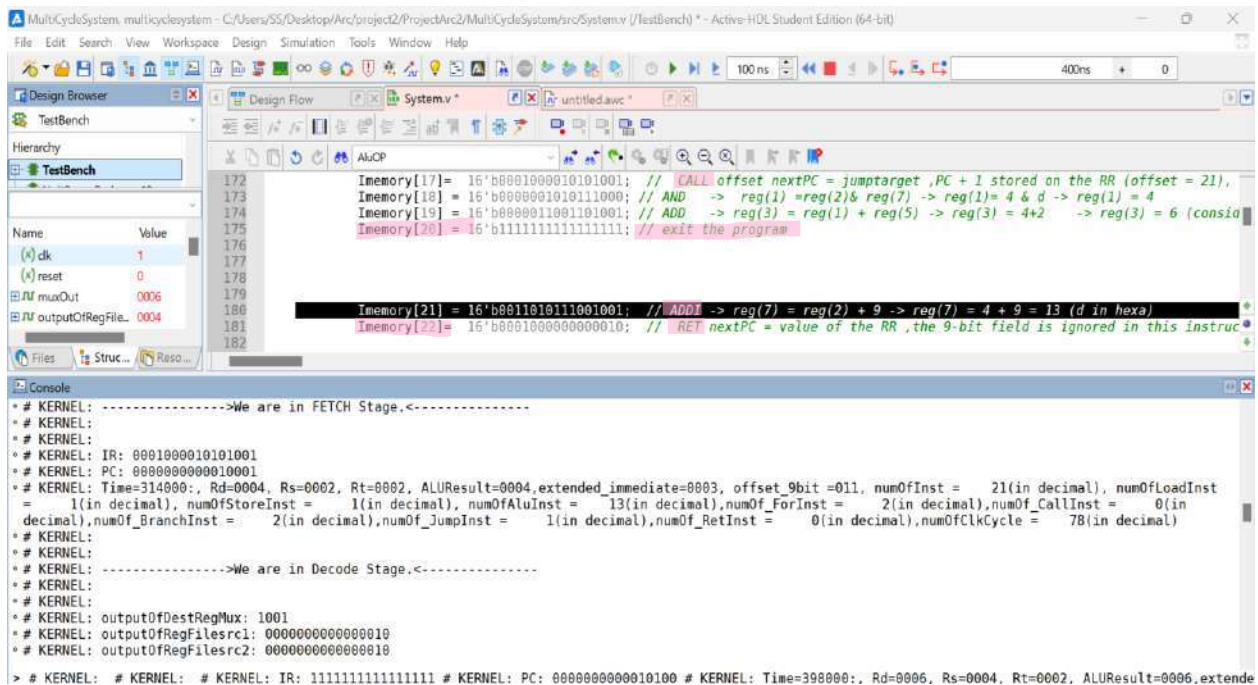 MultiCycleSystem, multicyclesystem - C:/Users/SS/Desktop/Arc/project2/ProjectArc2/MultiCycleSystem/src/System.v (/TestBench) * - Active-HDL Student Edition (64-bit)
File Edit Search View Workspace Design Simulation Tools Window Help
100 ns 400ns + 0
Design Browser
Design Flow System.v * untitled.awc *
TestBench
Hierarchy
AluOP
TestBench
172 Imemory[17]= 16'b0001000010101001; // CALL offset nextPC = jumptarget ,PC + 1 stored on the RR (offset = 21),
173 Imemory[18] = 16'b0000001010111000; // AND -> reg(1) =reg(2)& reg(7) -> reg(1)= 4 & d -> reg(1) = 4
174 Imemory[19] = 16'b0000011001101001; // ADD -> reg(3) = reg(1) + reg(5) -> reg(3) = 4+2 -> reg(3) = 6 (consid
175 Imemory[20] = 16'b1111111111111111; // exit the program
176
177
178
179
180 Imemory[21] = 16'b0011010111001001; // ADDI -> reg(7) = reg(2) + 9 -> reg(7) = 4 + 9 = 13 (d in hexa)
181 Imemory[22]= 16'b0001000000000010; // RET nextPC = value of the RR ,the 9-bit field is ignored in this instruc
182
Name Value
clk 1
reset 0
muxOut 0006
outputOfRegFile... 0004
Files Struc... Reso...
Console
# KERNEL: ---------------->We are in FETCH Stage.<---------------
# KERNEL:
# KERNEL:
# KERNEL: IR: 0001000010101001
# KERNEL: PC: 0000000000010001
# KERNEL: Time=314000:, Rd=0004, Rs=0002, Rt=0002, ALUResult=0004,extended_immediate=0003, offset_9bit =011, numOfInst = 21(in decimal), numOfLoadInst
= 1(in decimal), numOfStoreInst = 1(in decimal), numOfAluInst = 13(in decimal),numOf_ForInst = 2(in decimal),numOf_CallInst = 0(in
decimal),numOf_BranchInst = 2(in decimal),numOf_JumpInst = 1(in decimal),numOf_RetInst = 0(in decimal),numOfClkCycle = 78(in decimal)
# KERNEL:
# KERNEL:
# KERNEL: ---------------->We are in Decode Stage.<---------------
# KERNEL:
# KERNEL:
# KERNEL: outputOfDestRegMux: 1001
# KERNEL: outputOfRegFilesrc1: 0000000000000010
# KERNEL: outputOfRegFilesrc2: 0000000000000010
> # KERNEL: # KERNEL: # KERNEL: IR: 1111111111111111 # KERNEL: PC: 0000000000010100 # KERNEL: Time=398000:, Rd=0006, Rs=0004, Rt=0002, ALUResult=0006,extende